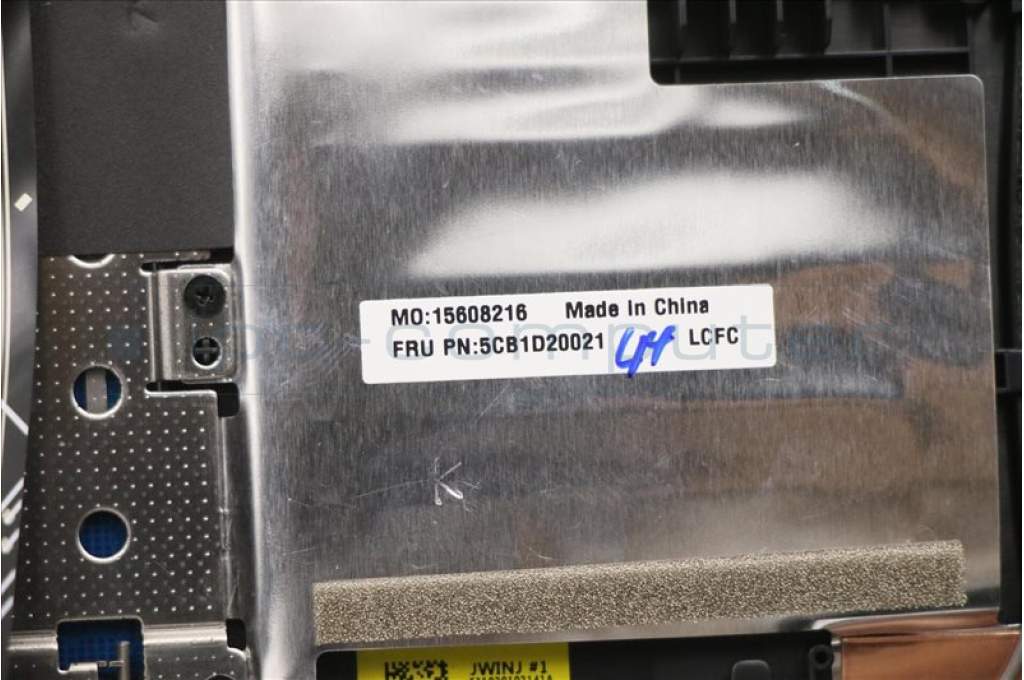 MO:15608216 Made In China
FRU PN:5CB1D20021 LCFC
K
JWINJ #1